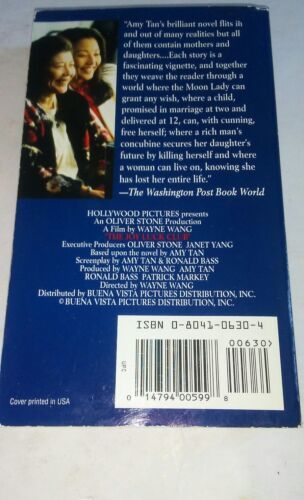 "Amy Tan's brilliant novel flits ih
and out of many realities but all
of them contain mothers and
daughters....Each story is a
fascinating vignette, and together
they weave the reader through a
world where the Moon Lady can
grant any wish, where a child,
promised in marriage at two and
delivered at 12, can, with cunning,
free herself; where a rich man's
concubine secures her daughter's
future by killing herself and where
a woman can live on, knowing she
has lost her entire life."
—The Washington Post Book World
HOLLYWOOD PICTURES presents
An OLIVER STONE Production
A Film by WAYNE WANG
"THE JOY LUCK CLUB"
Executive Producers OLIVER STONE JANET YANG
Based upon the novel by AMY TAN
Screenplay by AMY TAN & RONALD BASS
Produced by WAYNE WANG AMY TAN
RONALD BASS PATRICK MARKEY
Directed by WAYNE WANG
Distributed by BUENA VISTA PICTURES DISTRIBUTION, INC.
© BUENA VISTA PICTURES DISTRIBUTION, INC.
ISBN 0-8041-0630-4
00630>
UPC
0 14794 00599 8
Cover printed in USA